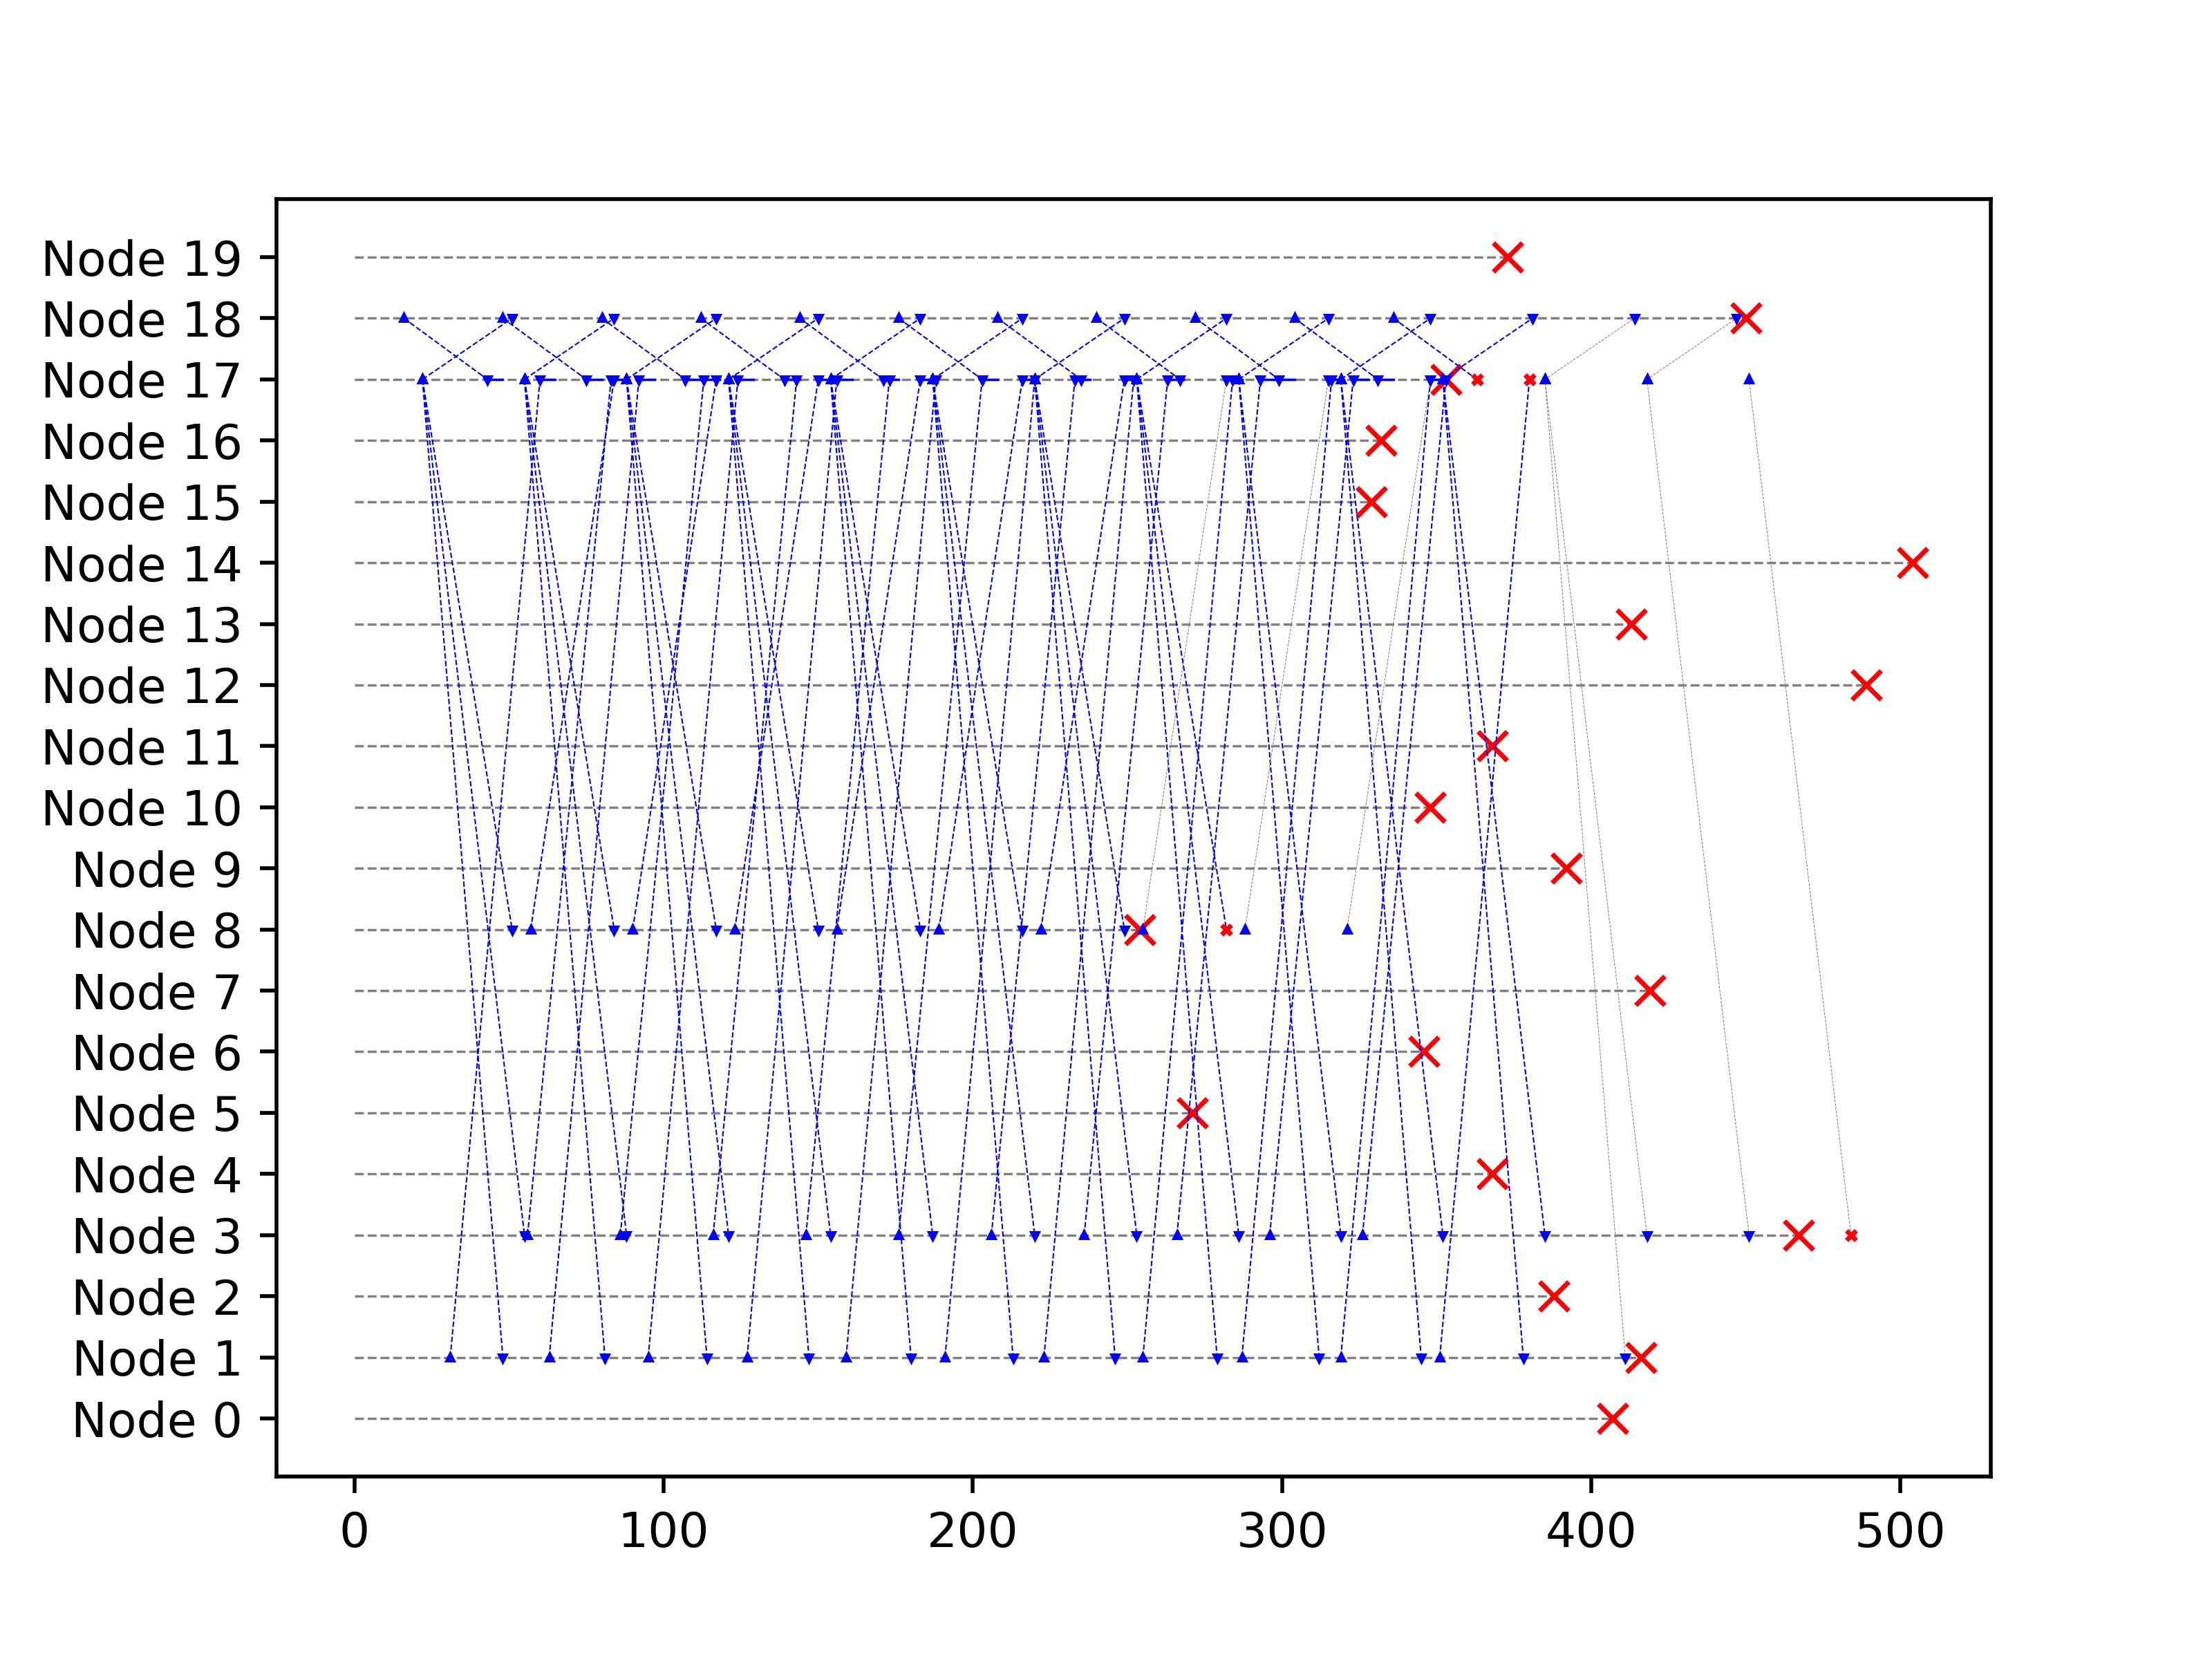 Node 19
Node 18
Node 17
Node 16
Node 15
Node 14
Node 13
Node 12
Node 11
Node 10
Node 9
Node 8
Node 7
Node 6
Node 5
Node 4
Node 3
Node 2
Node 1
Node 0
0 100 200 300 400 500